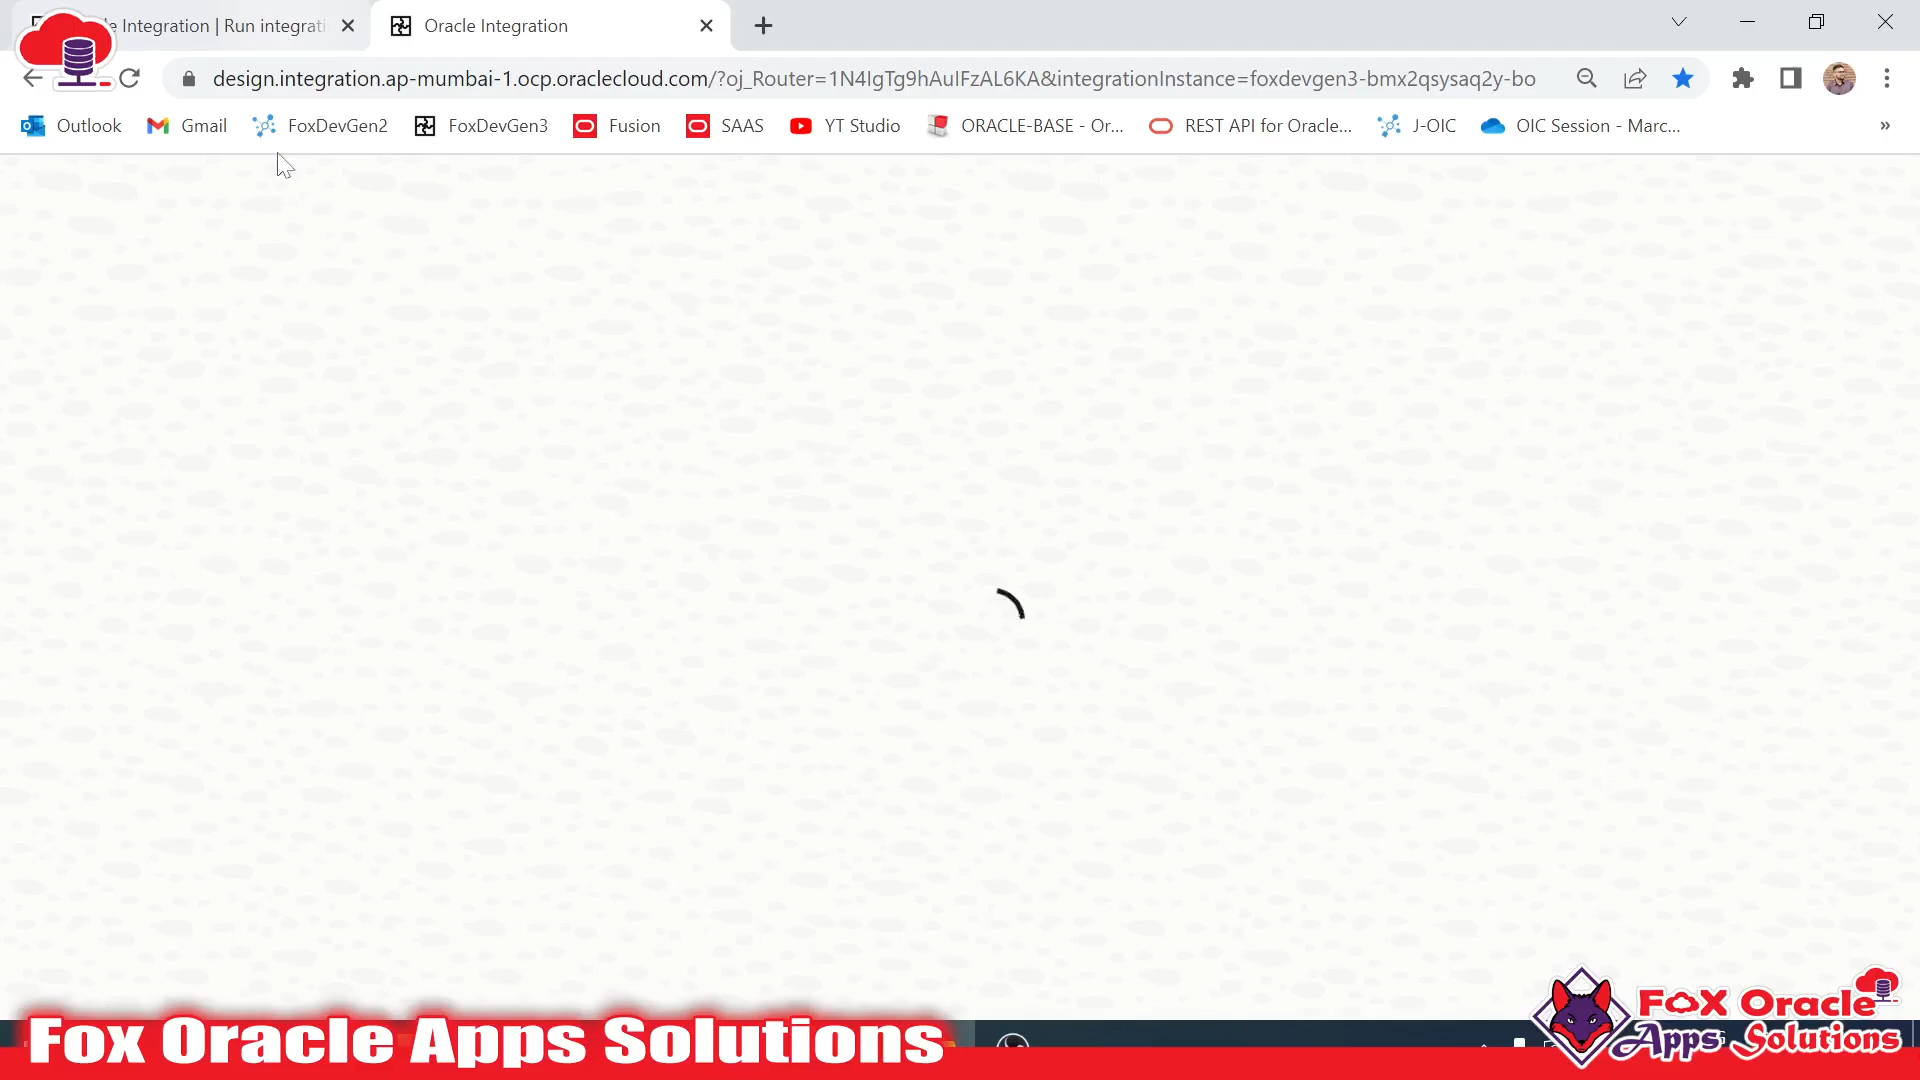 le Integration | Run integrati
Oracle Integration
design.integration.ap-mumbai-1.ocp.oraclecloud.com/?oj_Router=1N4IgTg9hAuIFzAL6KA&integrationInstance=foxdevgen3-bmx2qsysaq2y-bo
Outlook Gmail FoxDevGen2 FoxDevGen3 Fusion SAAS YT Studio ORACLE-BASE - Or... REST API for Oracle... J-OIC OIC Session - Marc... »
Fox Oracle Apps Solutions
FOX Oracle
Apps Solutions